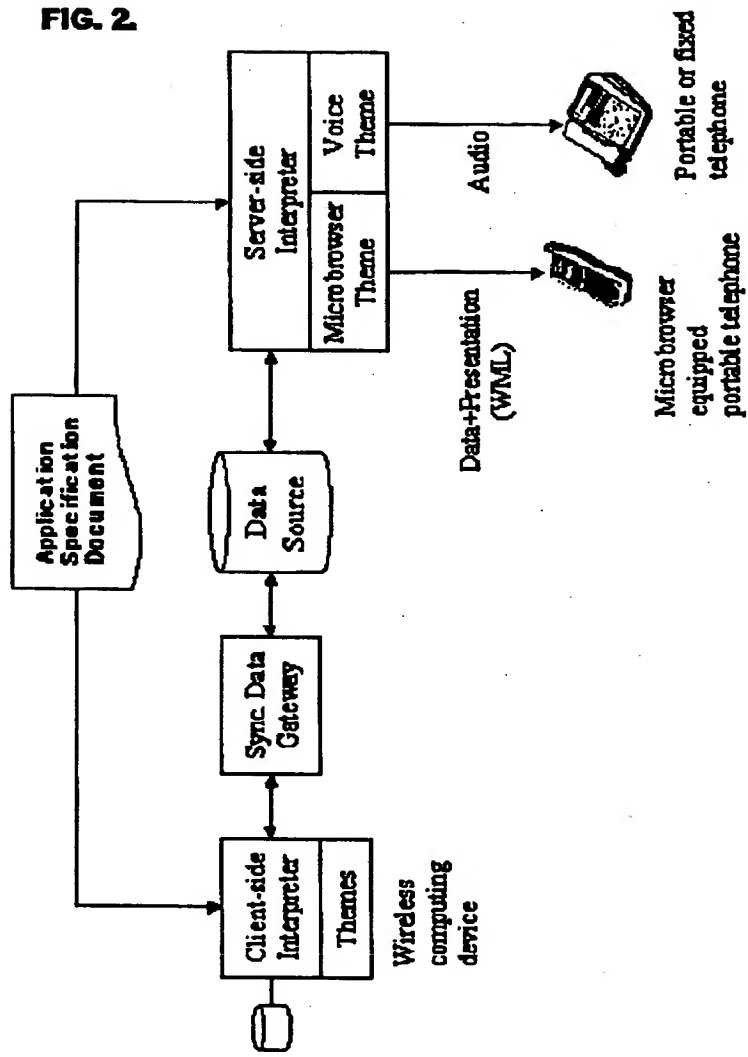 FIG. 2.
Application
Specification
Document
Client-side
Interpreter
Themes
Wireless
computing
device
Sync Data
Gateway
Data
Source
Server-side
Interpreter
Microbrowser
Theme
Voice
Theme
Data+Presentation
(WML)
Audio
Microbrowser
equipped
portable telephone
Portable or fixed
telephone